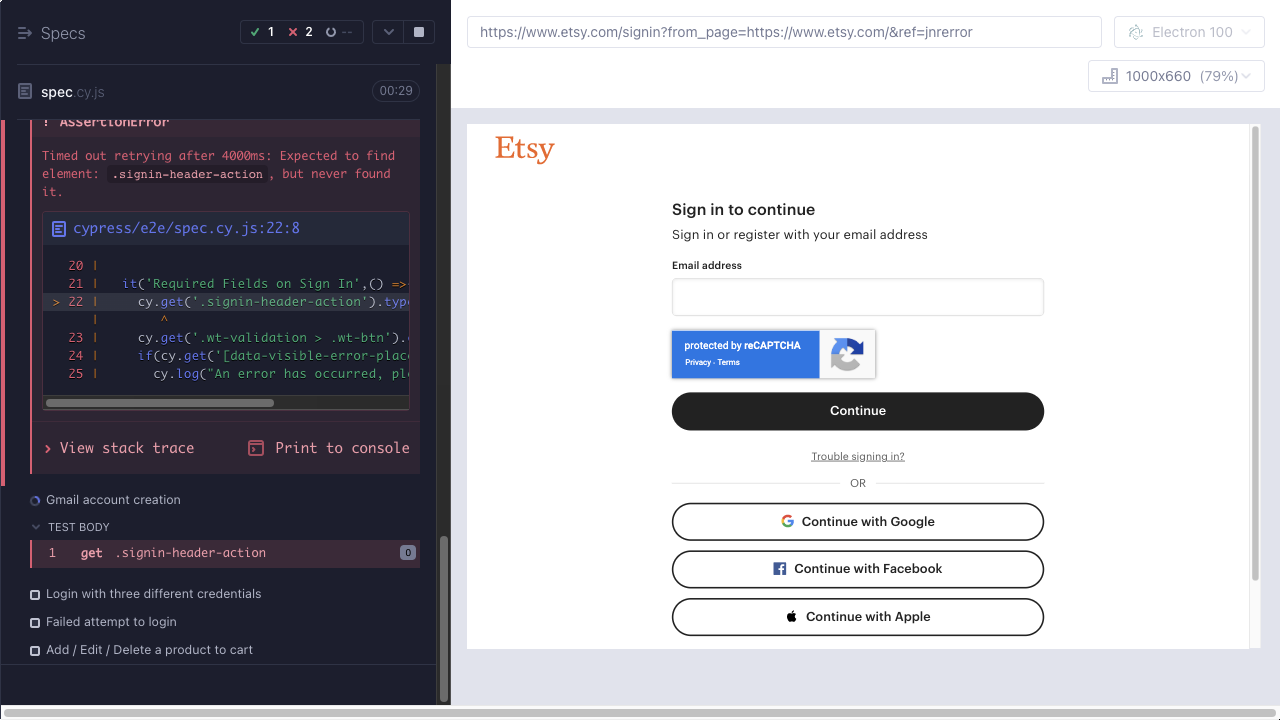 Specs
1
2
--
spec.cy.js
00:29
! AssertionError
Timed out retrying after 4000ms: Expected to find
element: .signin-header-action, but never found
it.
cypress/e2e/spec.cy.js:22:8
20 |
21 | it('Required Fields on Sign In',() =>
> 22 | cy.get('.signin-header-action').type
| ^
23 | cy.get('.wt-validation > .wt-btn').
24 | if(cy.get('[data-visible-error-plac
25 | cy.log("An error has occurred, pl
> View stack trace
Print to console
Gmail account creation
TEST BODY
1 get .signin-header-action
0
Login with three different credentials
Failed attempt to login
Add / Edit / Delete a product to cart
https://www.etsy.com/signin?from_page=https://www.etsy.com/&ref=jnrerror
Electron 100
1000x660 (79%)
Etsy
Sign in to continue
Sign in or register with your email address
Email address
protected by reCAPTCHA
Privacy - Terms
Continue
Trouble signing in?
OR
Continue with Google
Continue with Facebook
Continue with Apple